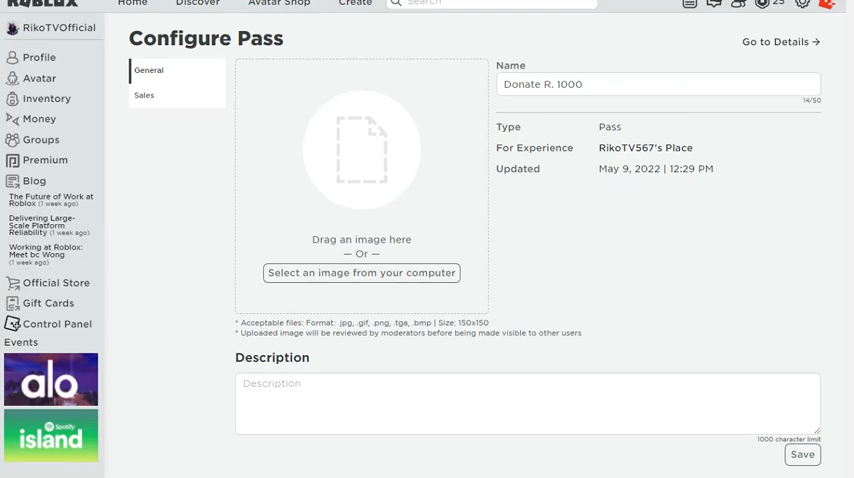 ROBLOX
Home Discover Avatar Shop Create Search 25
RikoTVOfficial
Configure Pass
Go to Details →
Profile
Avatar
Inventory
Money
Groups
Premium
Blog
The Future of Work at
Roblox (1 week ago)
Delivering Large-
Scale Platform
Reliability (1 week ago)
Working at Roblox:
Meet bc Wong
(1 week ago)
Official Store
Gift Cards
Control Panel
Events
alo
Spotify
island
General
Sales
Drag an image here
— Or —
Select an image from your computer
* Acceptable files: Format: .jpg, .gif, .png, .tga, .bmp | Size: 150x150
* Uploaded image will be reviewed by moderators before being made visible to other users
Name
Donate R. 1000
14/50
Type Pass
For Experience RikoTV567's Place
Updated May 9, 2022 | 12:29 PM
Description
Description
1000 character limit
Save